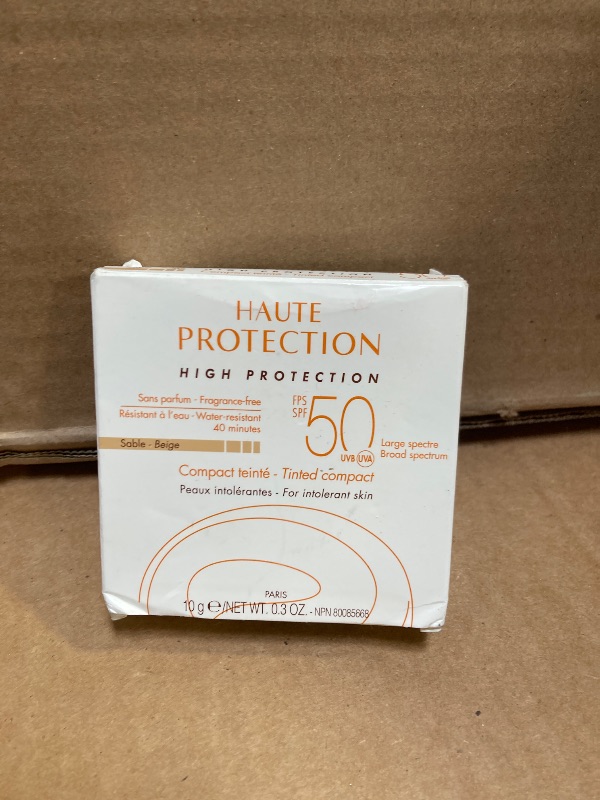 HIGH PROTECTION
HAUTE
PROTECTION
HIGH PROTECTION
Sans parfum - Fragrance-free
Résistant à l'eau - Water-resistant
40 minutes
Sable - Beige
FPS
SPF
50
UVB UVA
Large spectre
Broad spectrum
Compact teinté - Tinted compact
Peaux intolérantes - For intolerant skin
PARIS
10 g ℮/NET WT. 0.3 OZ. - NPN 80085668